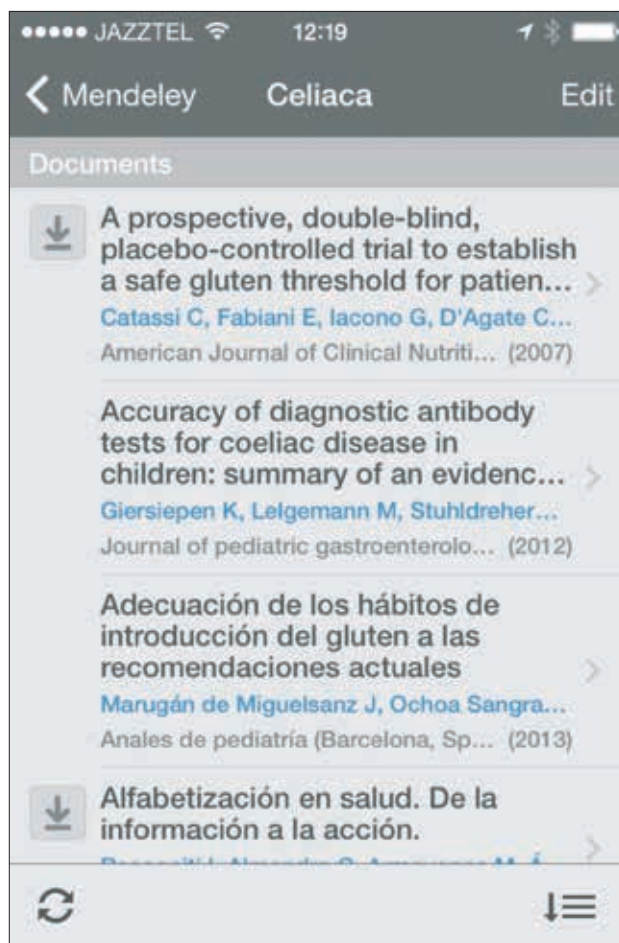 JAZZTEL 12:19
Mendeley Celiaca Edit
Documents
A prospective, double-blind,
placebo-controlled trial to establish
a safe gluten threshold for patien...
Catassi C, Fabiani E, Iacono G, D'Agate C...
American Journal of Clinical Nutriti... (2007)
Accuracy of diagnostic antibody
tests for coeliac disease in
children: summary of an evidenc...
Giersiepen K, Lelgemann M, Stuhldreher...
Journal of pediatric gastroenterolo... (2012)
Adecuación de los hábitos de
introducción del gluten a las
recomendaciones actuales
Marugán de Miguelsanz J, Ochoa Sangra...
Anales de pediatría (Barcelona, Sp... (2013)
Alfabetización en salud. De la
información a la acción.